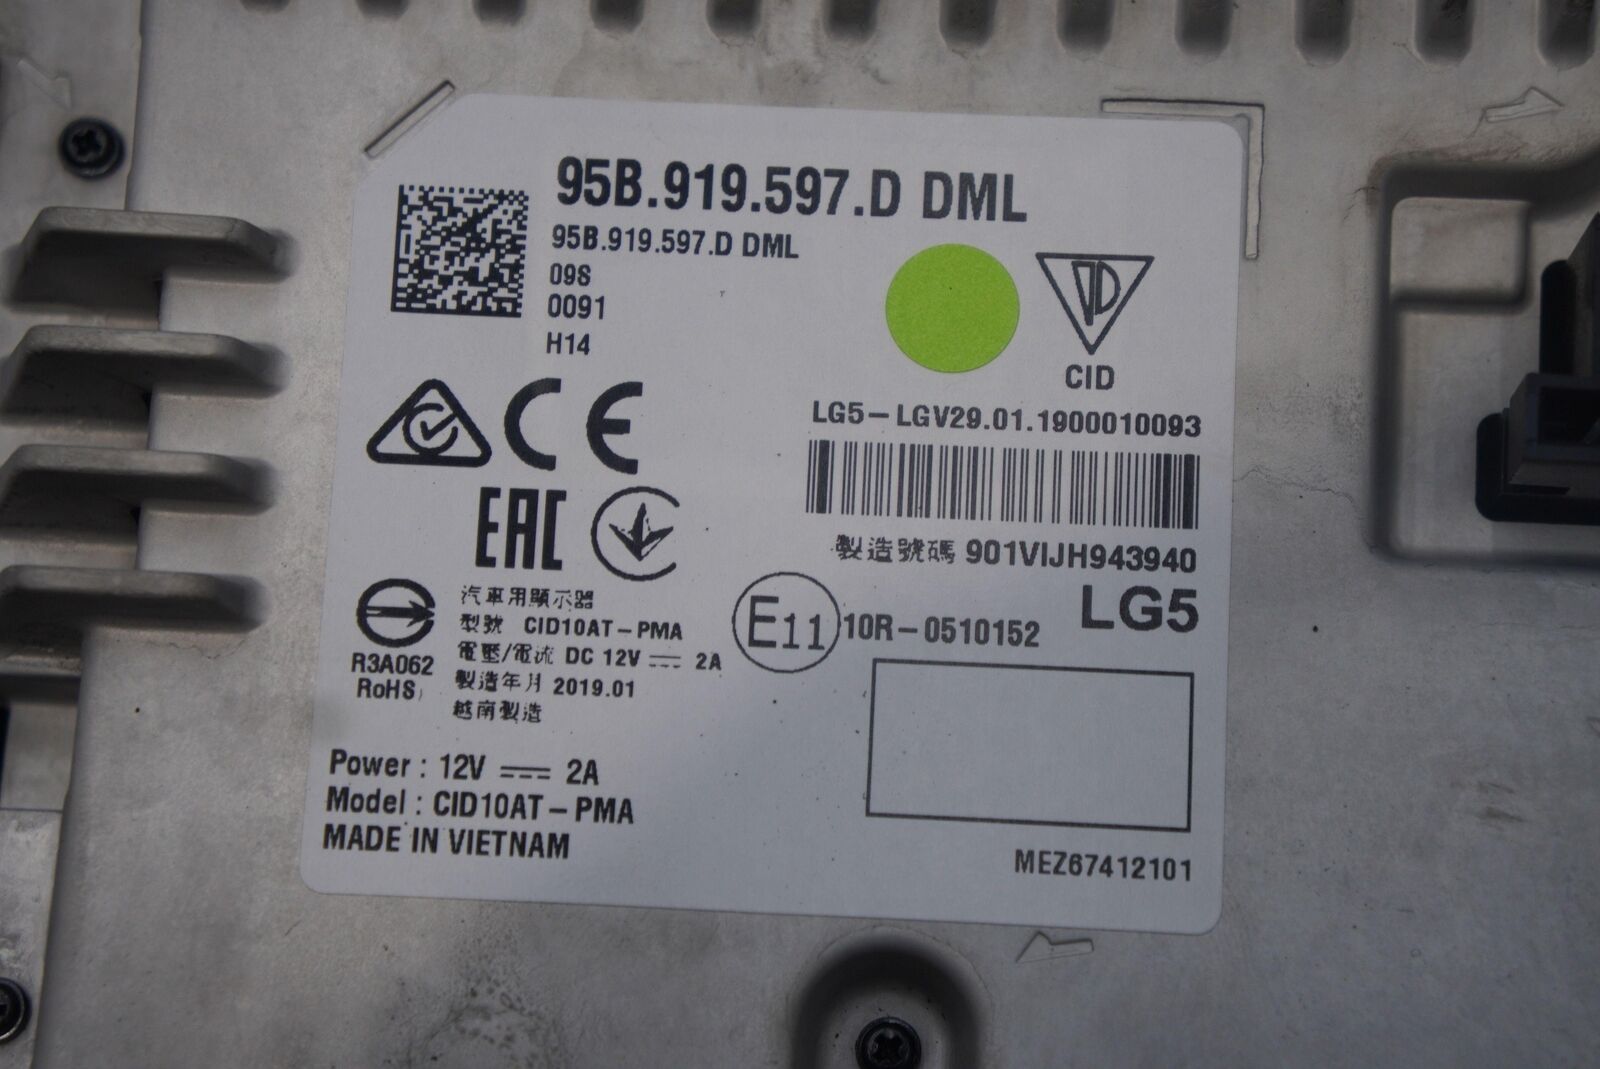 95B.919.597.D DML
95B.919.597.D DML
09S
0091
H14
CID
LG5-LGV29.01.1900010093
製造號碼 901VIJH943940
LG5
CE
EAC
汽車用顯示器
型號 CID10AT-PMA
電壓/電流 DC 12V 2A
製造年月 2019.01
越南製造
R3A062
RoHS
E11 10R-0510152
Power : 12V 2A
Model : CID10AT-PMA
MADE IN VIETNAM
MEZ67412101